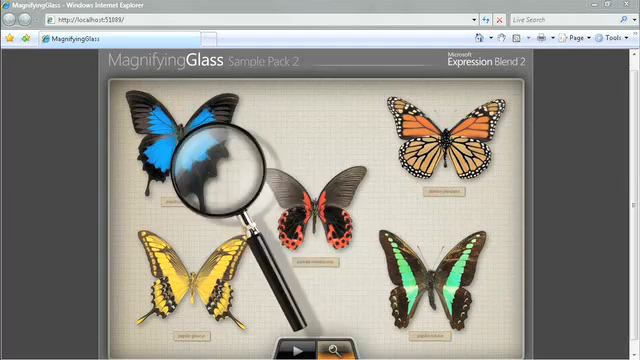 MagnifyingGlass - Windows Internet Explorer
http://localhost:51089/
Live Search
MagnifyingGlass
Page
Tools
MagnifyingGlass Sample Pack 2
Microsoft
Expression Blend 2